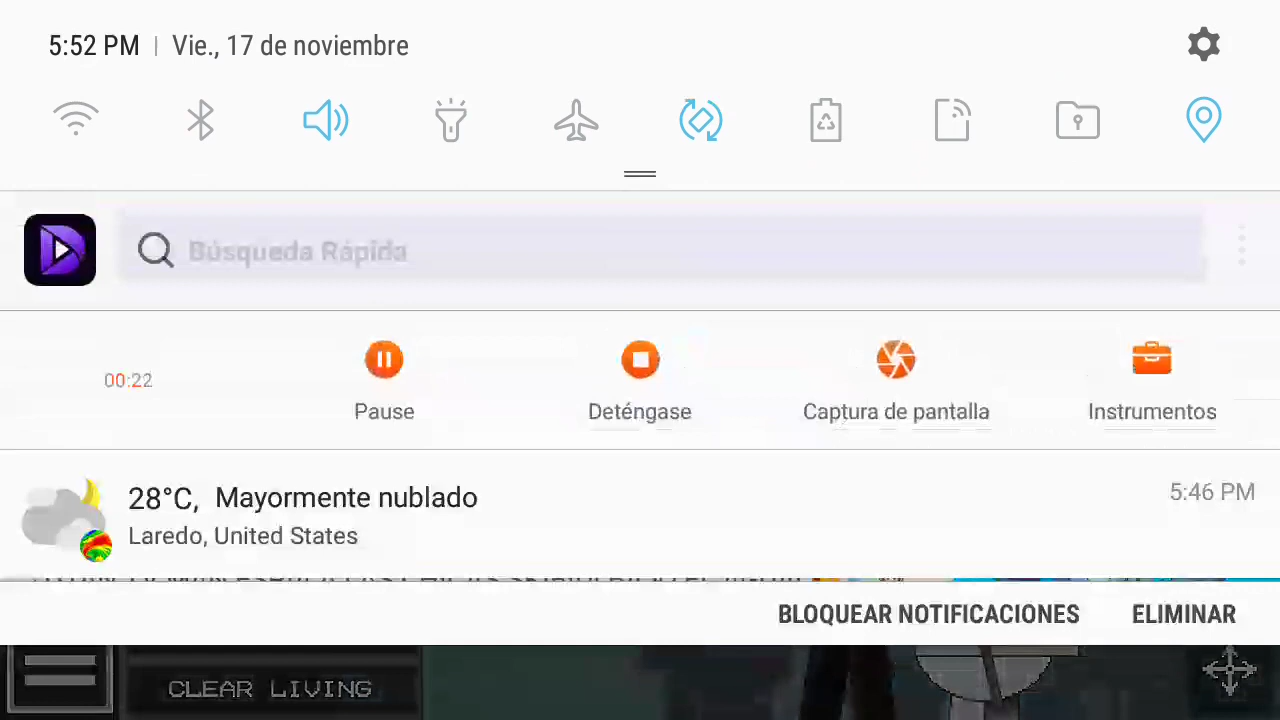 5:52 PM | Vie., 17 de noviembre
Búsqueda Rápida
00:22
Pause
Deténgase
Captura de pantalla
Instrumentos
28°C, Mayormente nublado
5:46 PM
Laredo, United States
BLOQUEAR NOTIFICACIONES
ELIMINAR
CLEAR LIVING